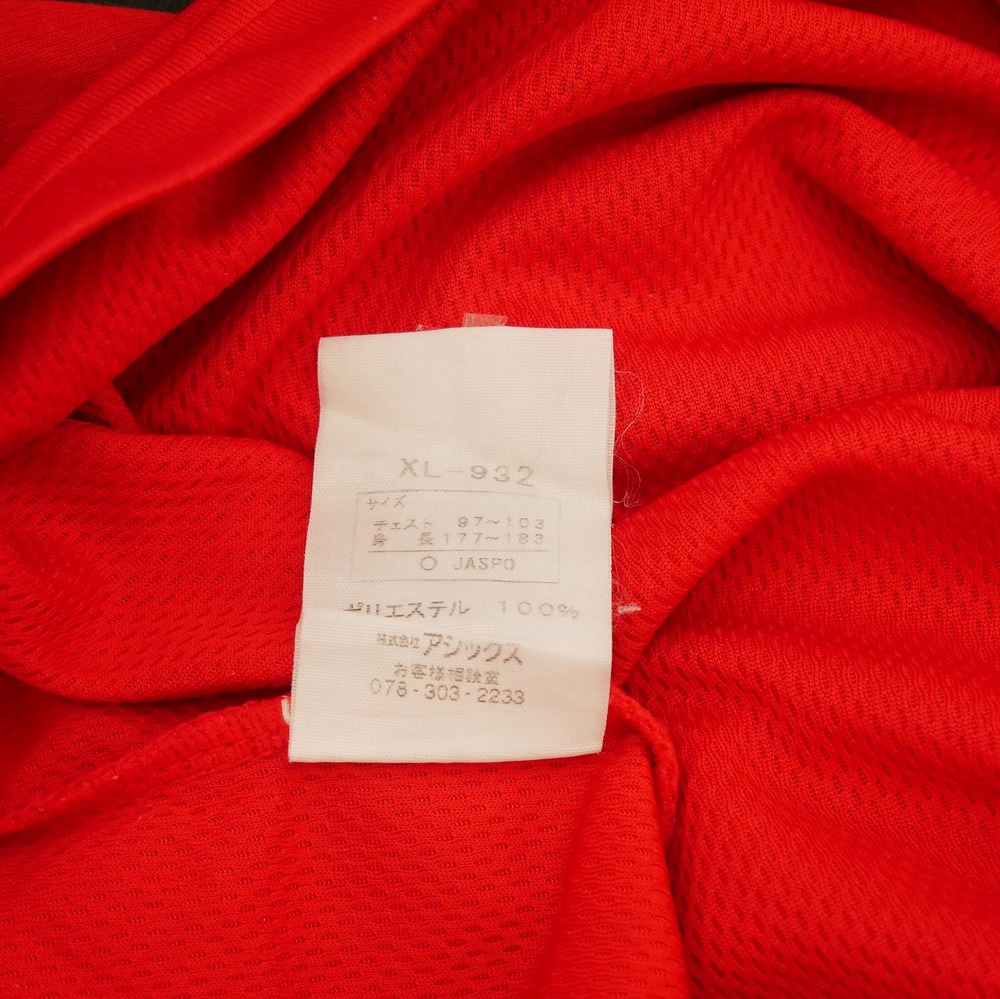 XL-932
サイズ
チェスト 97~103
身長 177~183
○ JASPO
ポリエステル 100%
株式会社 アシックス
お客様相談室
078-303-2233